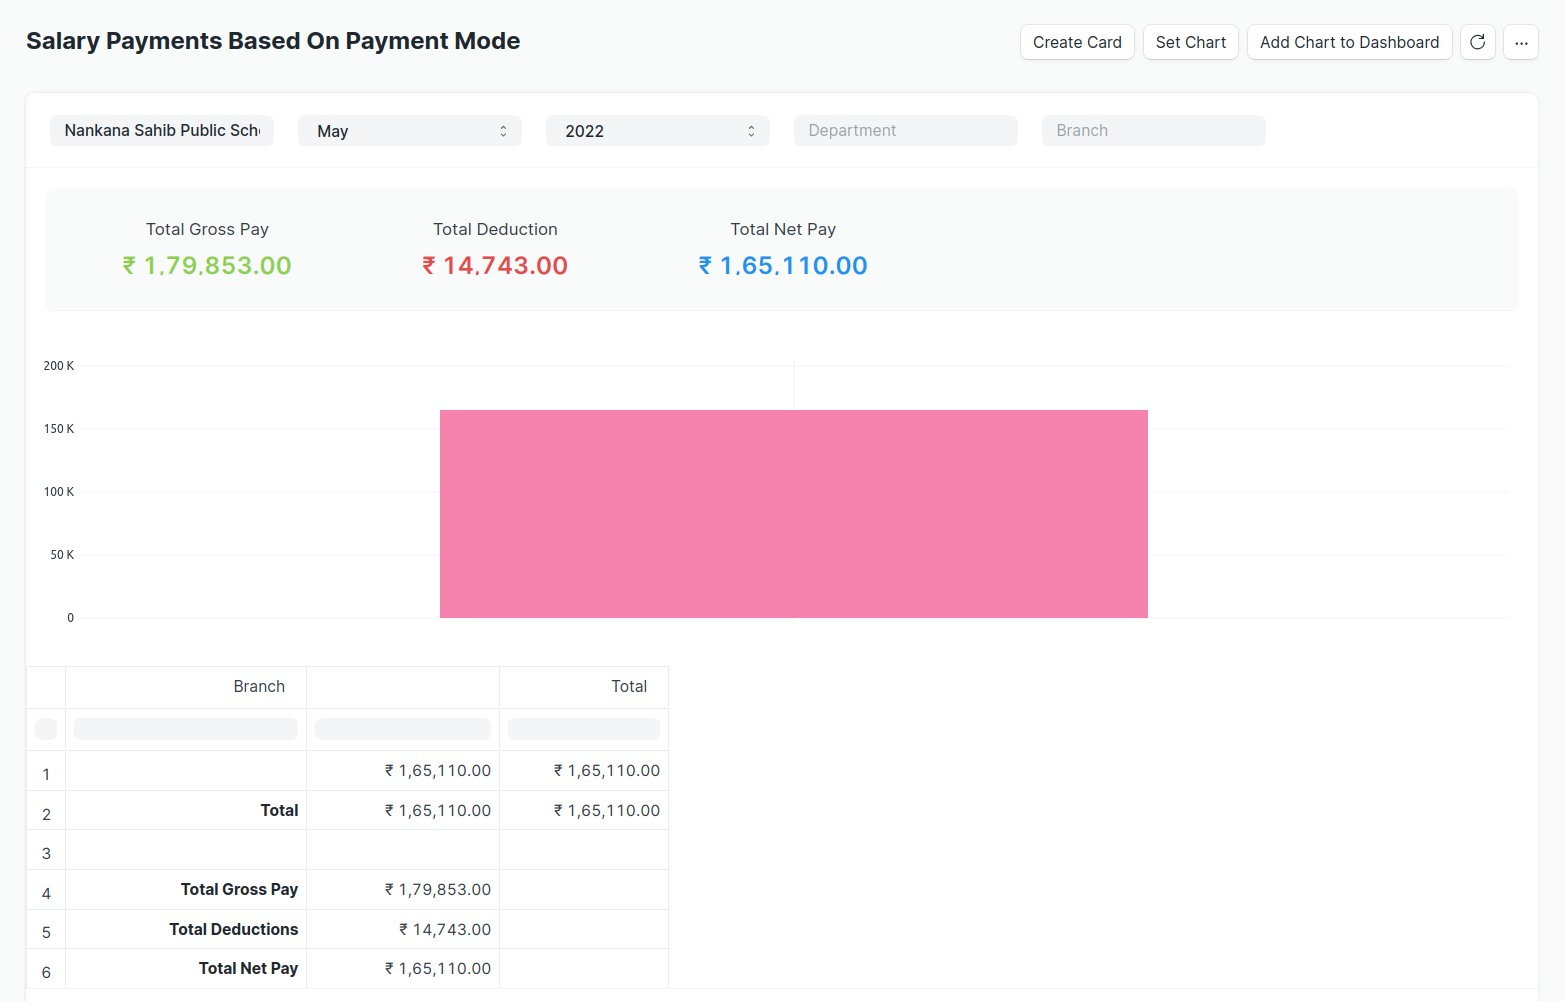 Salary Payments Based On Payment Mode
Create Card Set Chart Add Chart to Dashboard ...
Nankana Sahib Public Sch May 2022 Department Branch
Total Gross Pay Total Deduction Total Net Pay
₹ 1,79,853.00 ₹ 14,743.00 ₹ 1,65,110.00
200 K
150 K
100 K
50 K
0
Branch Total
1 ₹ 1,65,110.00 ₹ 1,65,110.00
2 Total ₹ 1,65,110.00 ₹ 1,65,110.00
3
4 Total Gross Pay ₹ 1,79,853.00
5 Total Deductions ₹ 14,743.00
6 Total Net Pay ₹ 1,65,110.00